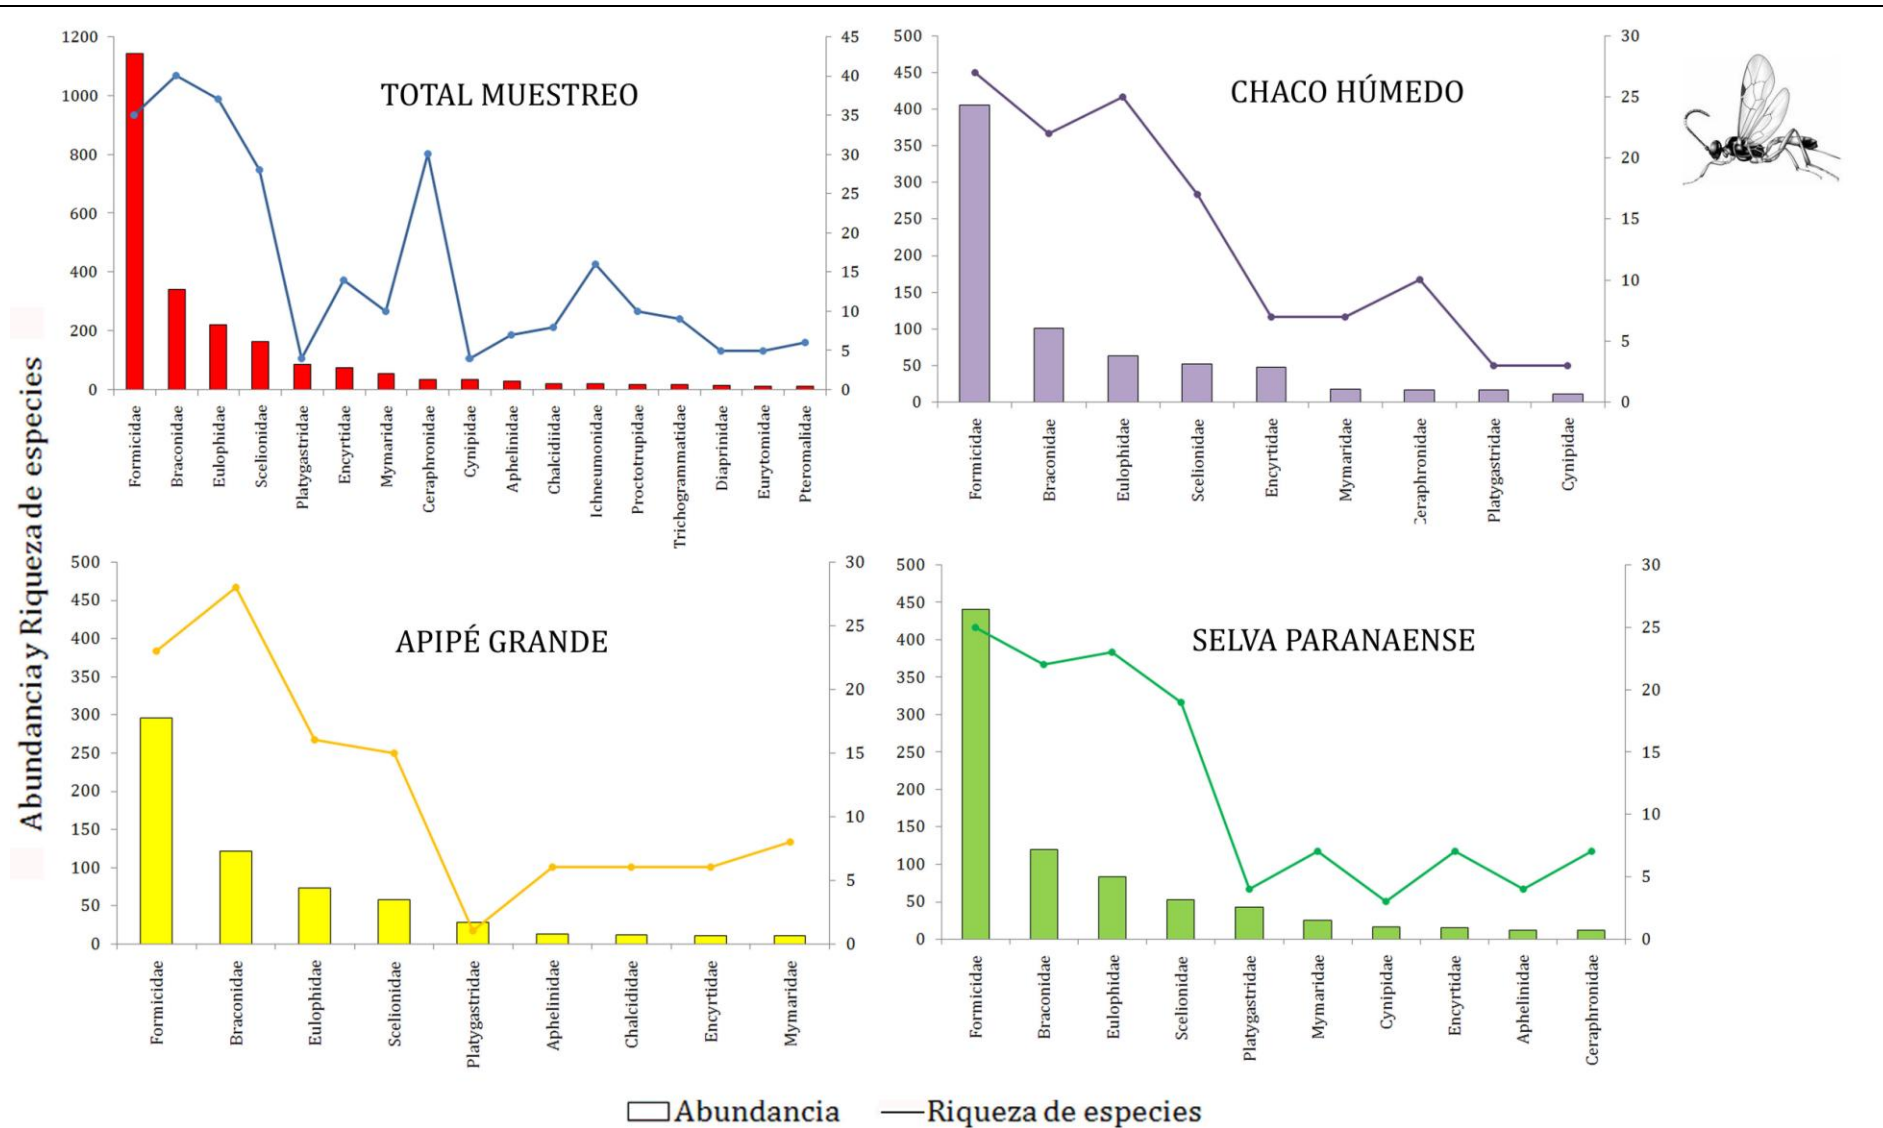 TOTAL MUESTREO
1200
1000
800
600
400
200
0
45
40
35
30
25
20
15
10
5
0
Formicidae
Braconidae
Eulophidae
Scelionidae
Platygastridae
Encyrtidae
Mymaridae
Ceraphronidae
Cynipidae
Aphelinidae
Chalcidiidae
Ichneumonidae
Proctotrupidae
Trichogrammatidae
Diaprinidae
Eurytomidae
Pteromalidae
CHACO HÚMEDO
500
450
400
350
300
250
200
150
100
50
0
30
25
20
15
10
5
0
Formicidae
Braconidae
Eulophidae
Scelionidae
Encyrtidae
Mymaridae
Ceraphronidae
Platygastridae
Cynipidae
Abundancia y Riqueza de especies
APIPÉ GRANDE
500
450
400
350
300
250
200
150
100
50
0
30
25
20
15
10
5
0
Formicidae
Braconidae
Eulophidae
Scelionidae
Platygastridae
Aphelinidae
Chalcididae
Encyrtidae
Mymaridae
SELVA PARANAENSE
500
450
400
350
300
250
200
150
100
50
0
30
25
20
15
10
5
0
Formicidae
Braconidae
Eulophidae
Scelionidae
Platygastridae
Mymaridae
Cynipidae
Encyrtidae
Aphelinidae
Ceraphronidae
Abundancia
Riqueza de especies